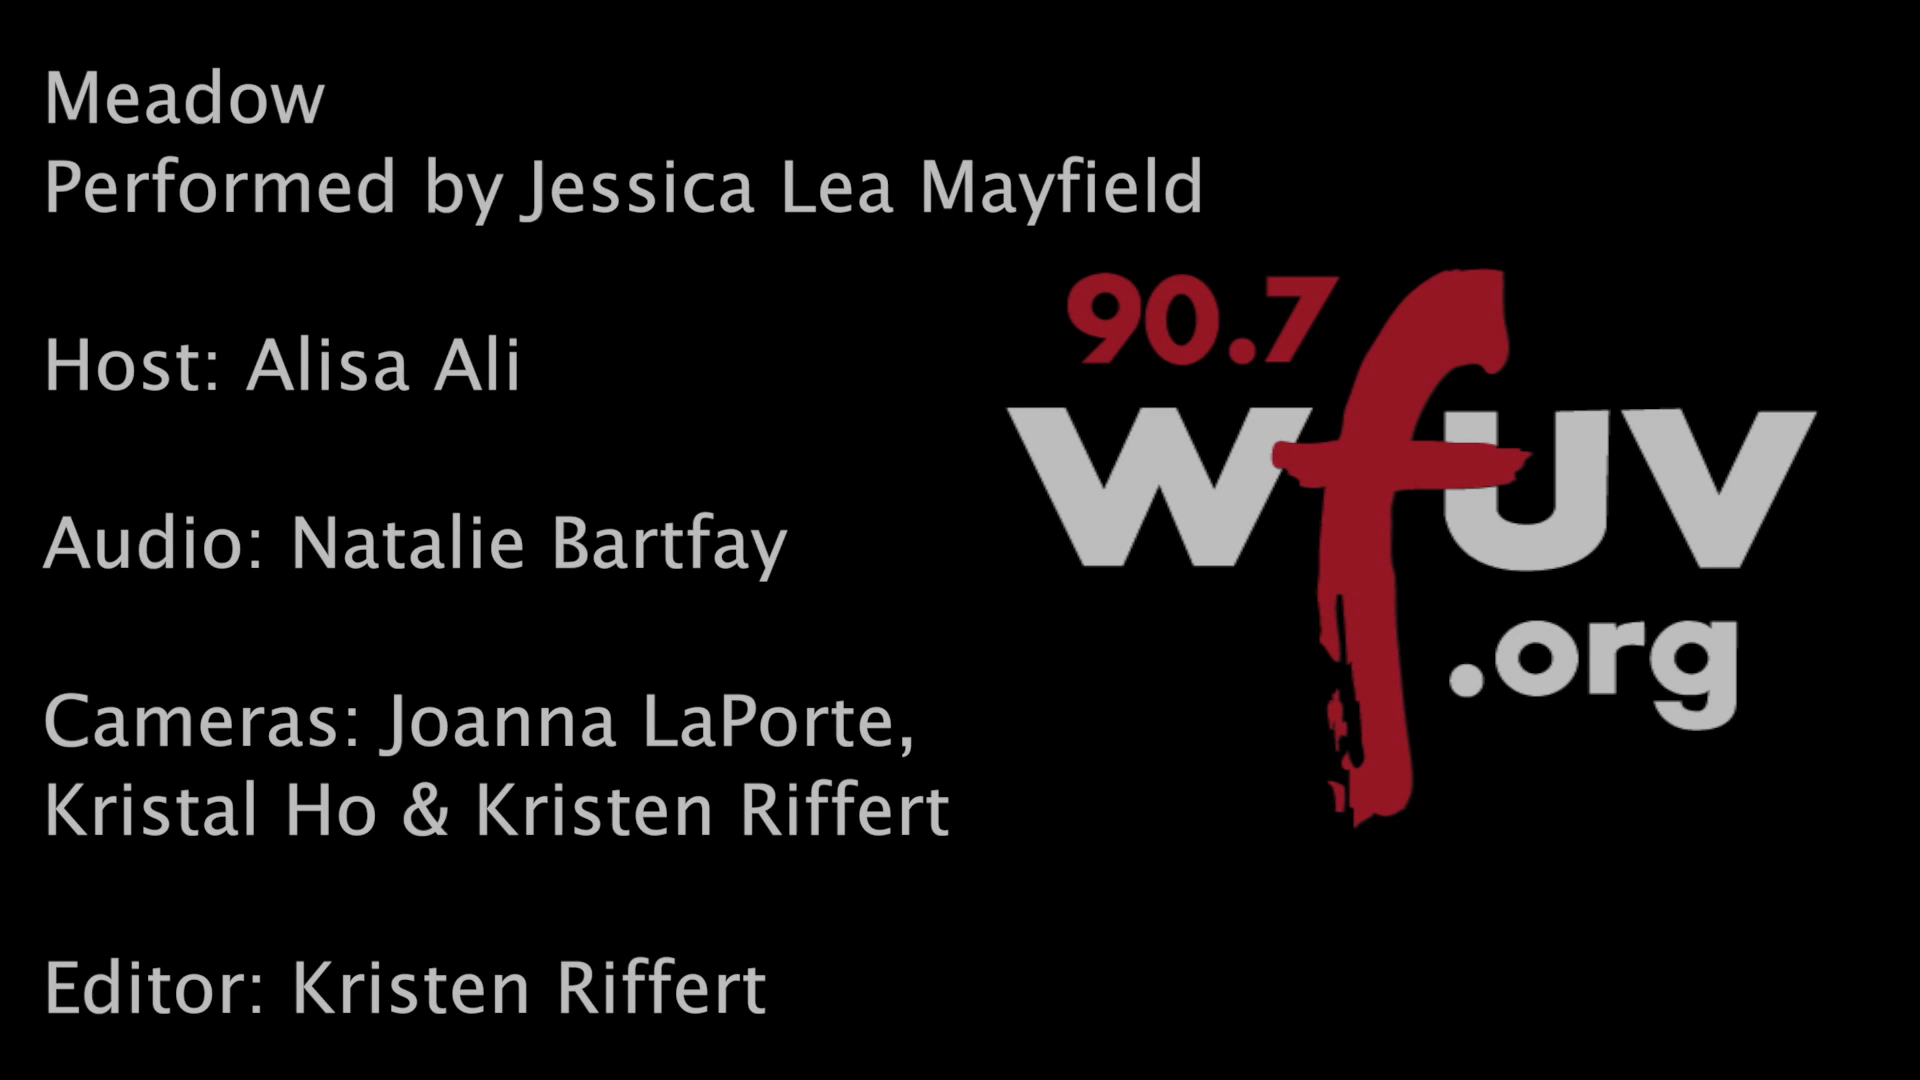 Meadow
Performed by Jessica Lea Mayfield
Host: Alisa Ali
Audio: Natalie Bartfay
Cameras: Joanna LaPorte,
Kristal Ho & Kristen Riffert
Editor: Kristen Riffert
90.7
wfuv
.org